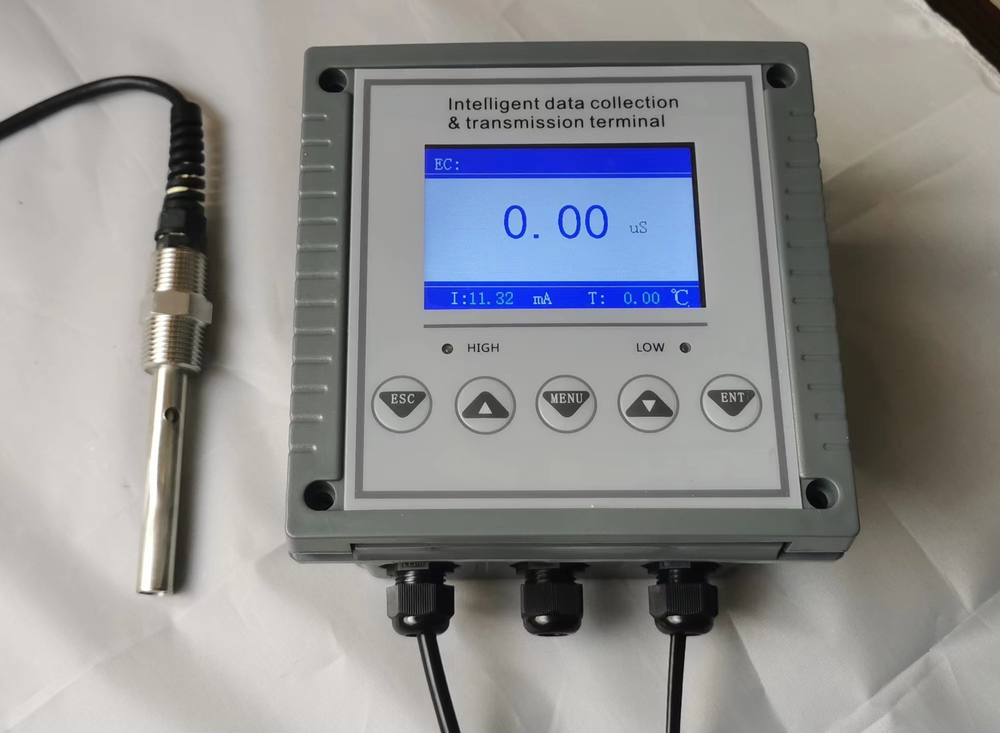 Intelligent data collection
& transmission terminal
EC:
0.00 uS
I:11.32 mA T: 0.00 ℃
HIGH LOW
ESC MENU ENT